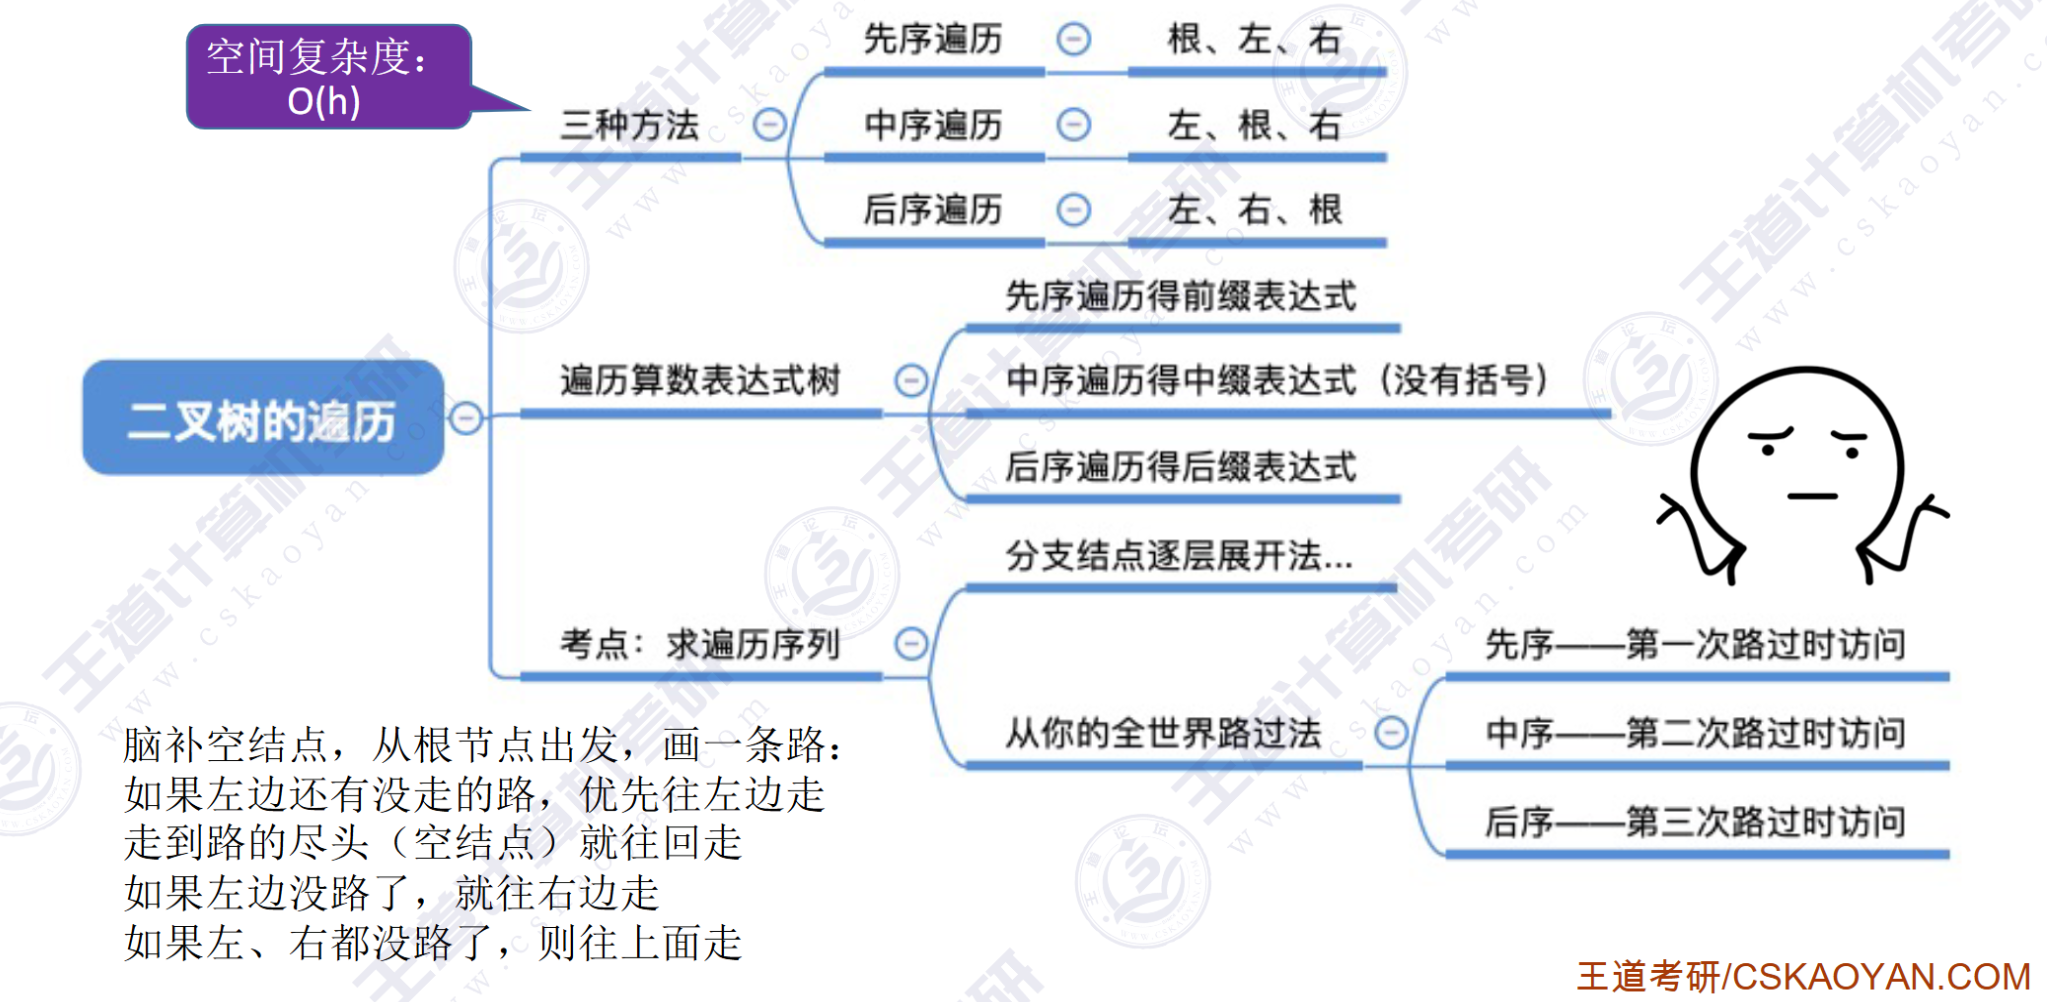 空间复杂度：
O(h)
二叉树的遍历
三种方法
先序遍历
根、左、右
中序遍历
左、根、右
后序遍历
左、右、根
遍历算数表达式树
先序遍历得前缀表达式
中序遍历得中缀表达式（没有括号）
后序遍历得后缀表达式
考点：求遍历序列
分支结点逐层展开法...
从你的全世界路过法
先序——第一次路过时访问
中序——第二次路过时访问
后序——第三次路过时访问
脑补空结点，从根节点出发，画一条路：
如果左边还有没走的路，优先往左边走
走到路的尽头（空结点）就往回走
如果左边没路了，就往右边走
如果左、右都没路了，则往上面走
王道考研/CSKAOYAN.COM
王道计算机考研
www.cskaoyan.com